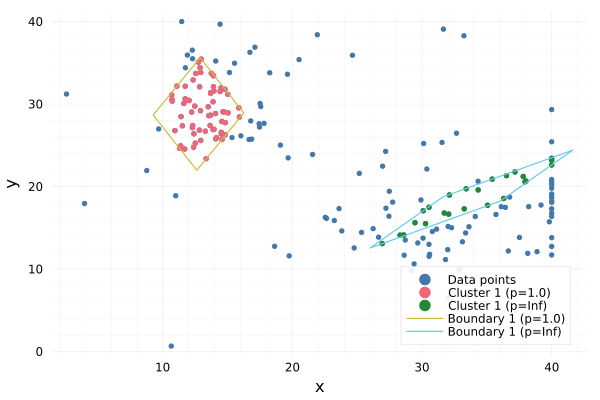 40
30
20
10
0
y
10
20
30
40
x
Data points
Cluster 1 (p=1.0)
Cluster 1 (p=Inf)
Boundary 1 (p=1.0)
Boundary 1 (p=Inf)